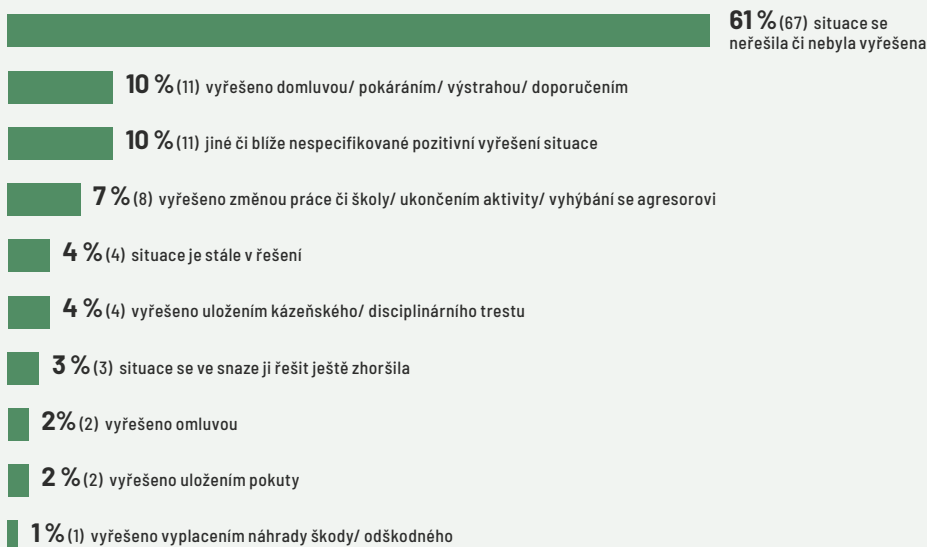 61 % (67) situace se
neřešila či nebyla vyřešena
10 % (11) vyřešeno domluvou/ pokáráním/ výstrahou/ doporučením
10 % (11) jiné či blíže nespecifikované pozitivní vyřešení situace
7 % (8) vyřešeno změnou práce či školy/ ukončením aktivity/ vyhýbání se agresorovi
4 % (4) situace je stále v řešení
4 % (4) vyřešeno uložením kázeňského/ disciplinárního trestu
3 % (3) situace se ve snaze ji řešit ještě zhoršila
2% (2) vyřešeno omluvou
2 % (2) vyřešeno uložením pokuty
1 % (1) vyřešeno vyplacením náhrady škody/ odškodného